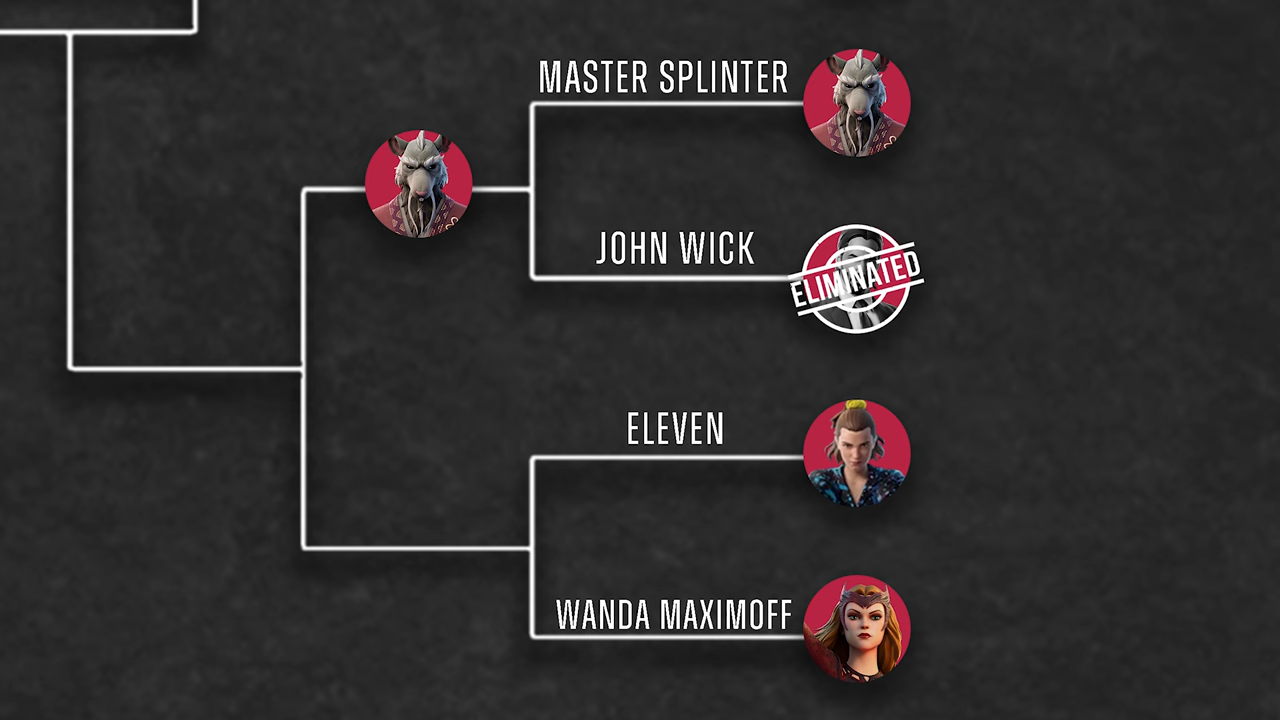 MASTER SPLINTER
JOHN WICK
ELIMINATED
ELEVEN
WANDA MAXIMOFF